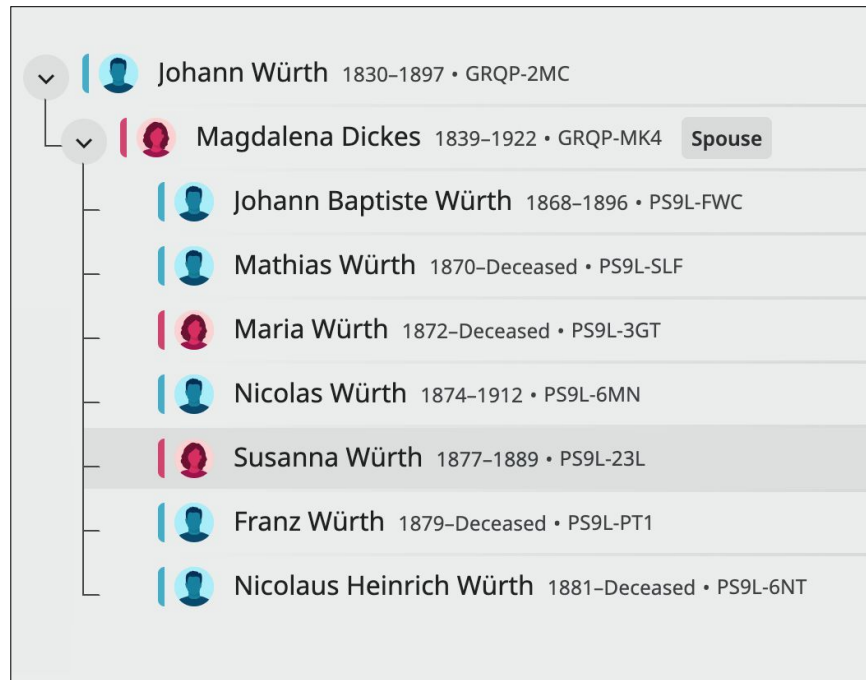 Johann Würth 1830–1897 • GRQP-2MC
Magdalena Dickes 1839–1922 • GRQP-MK4 Spouse
Johann Baptiste Würth 1868–1896 • PS9L-FWC
Mathias Würth 1870–Deceased • PS9L-SLF
Maria Würth 1872–Deceased • PS9L-3GT
Nicolas Würth 1874–1912 • PS9L-6MN
Susanna Würth 1877–1889 • PS9L-23L
Franz Würth 1879–Deceased • PS9L-PT1
Nicolaus Heinrich Würth 1881–Deceased • PS9L-6NT